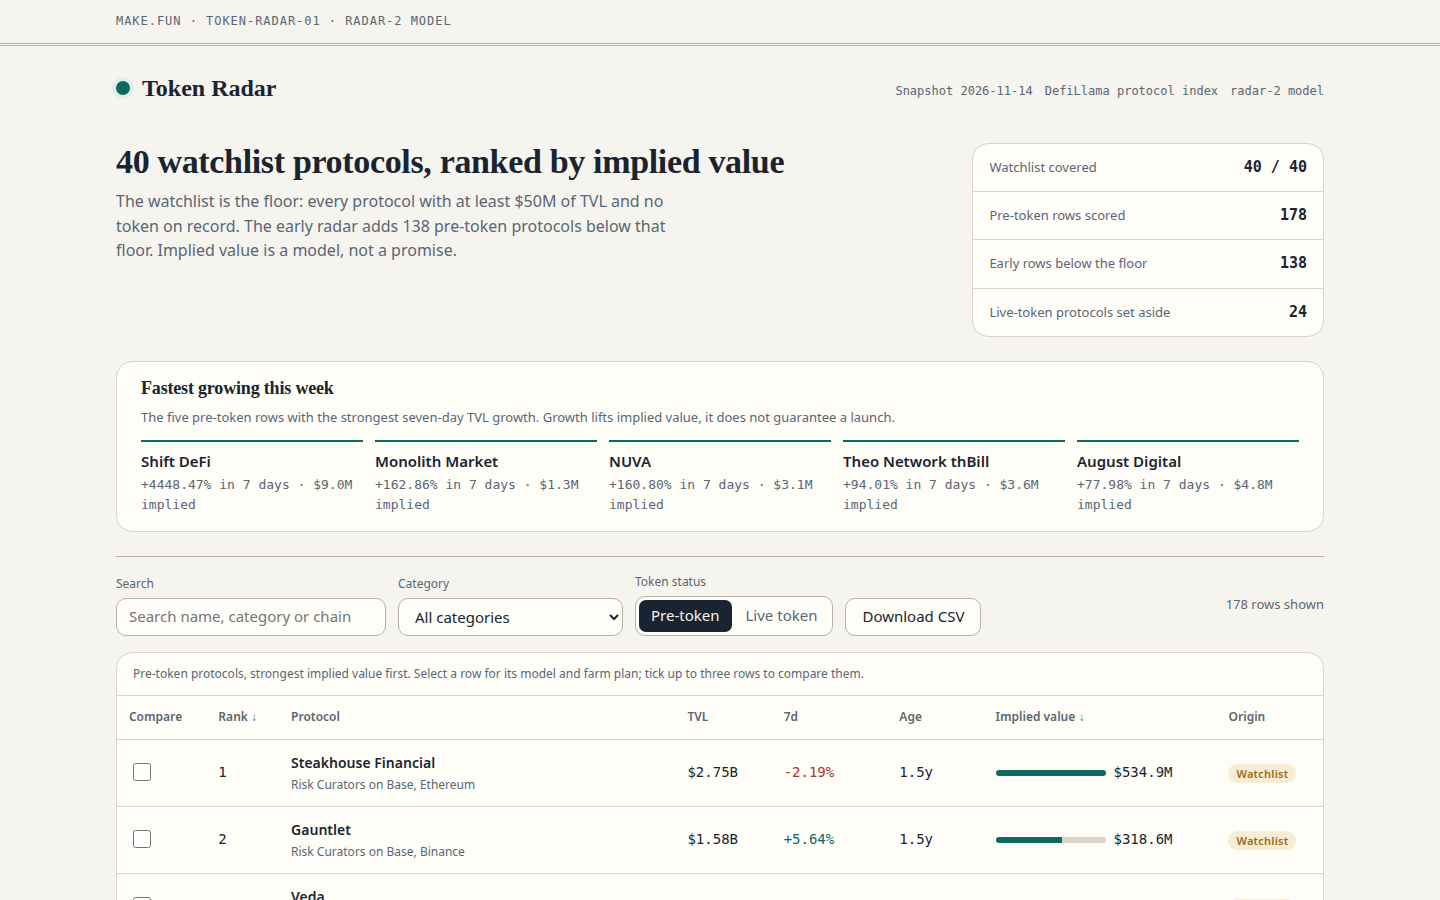 MAKE.FUN · TOKEN-RADAR-01 · RADAR-2 MODEL
Token Radar
Snapshot 2026-11-14 DefiLlama protocol index radar-2 model
40 watchlist protocols, ranked by implied value
The watchlist is the floor: every protocol with at least $50M of TVL and no
token on record. The early radar adds 138 pre-token protocols below that
floor. Implied value is a model, not a promise.
Watchlist covered 40 / 40
Pre-token rows scored 178
Early rows below the floor 138
Live-token protocols set aside 24
Fastest growing this week
The five pre-token rows with the strongest seven-day TVL growth. Growth lifts implied value, it does not guarantee a launch.
Shift DeFi
+4448.47% in 7 days · $9.0M
implied
Monolith Market
+162.86% in 7 days · $1.3M
implied
NUVA
+160.80% in 7 days · $3.1M
implied
Theo Network thBill
+94.01% in 7 days · $3.6M
implied
August Digital
+77.98% in 7 days · $4.8M
implied
Search
Search name, category or chain
Category
All categories
Token status
Pre-token Live token
Download CSV
178 rows shown
Pre-token protocols, strongest implied value first. Select a row for its model and farm plan; tick up to three rows to compare them.
Compare Rank ↓ Protocol TVL 7d Age Implied value ↓ Origin
1 Steakhouse Financial $2.75B -2.19% 1.5y $534.9M Watchlist
Risk Curators on Base, Ethereum
2 Gauntlet $1.58B +5.64% 1.5y $318.6M Watchlist
Risk Curators on Base, Binance
Veda